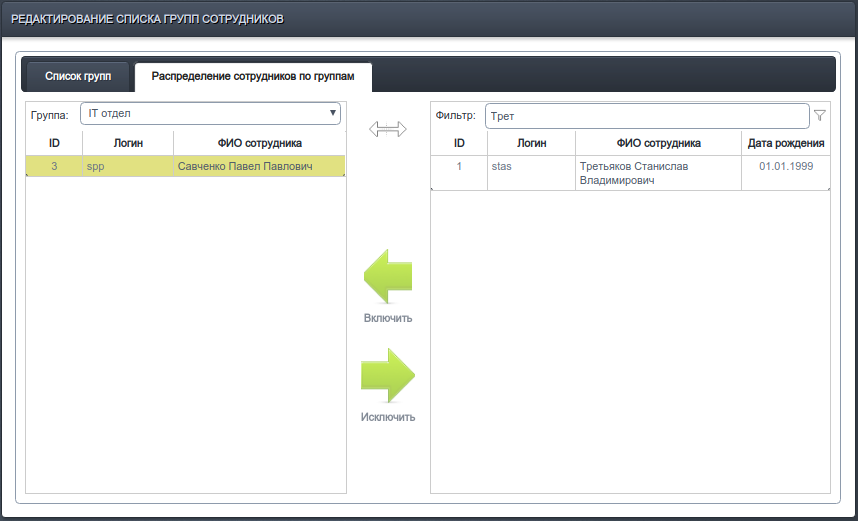 РЕДАКТИРОВАНИЕ СПИСКА ГРУПП СОТРУДНИКОВ
Список групп
Распределение сотрудников по группам
Группа: IT отдел
ID Логин ФИО сотрудника
3 spp Савченко Павел Павлович
Включить
Исключить
Фильтр: Трет
ID Логин ФИО сотрудника Дата рождения
1 stas Третьяков Станислав 01.01.1999
Владимирович